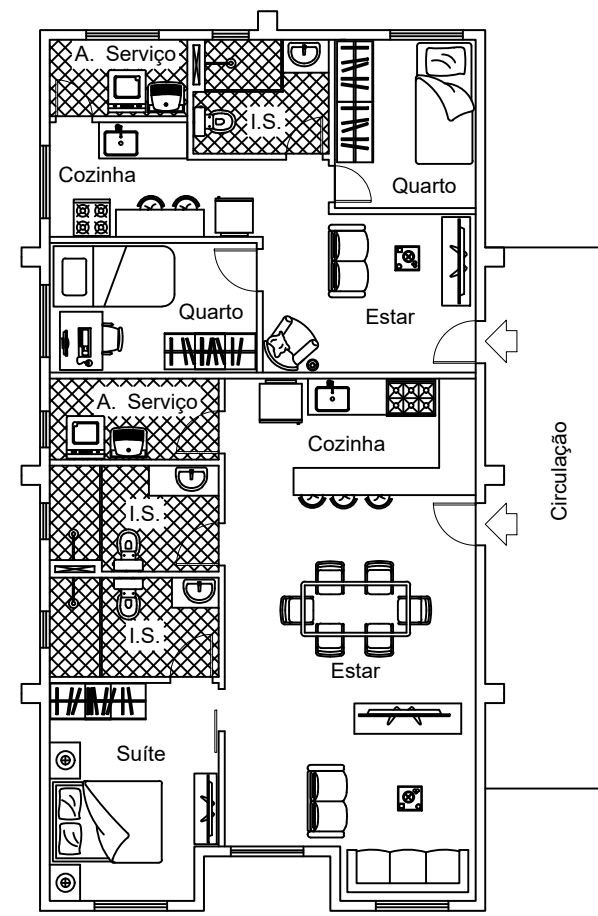 A. Serviço
I.S.
Cozinha
Quarto
Quarto
Estar
A. Serviço
Cozinha
Circulação
I.S.
I.S.
Estar
Suíte